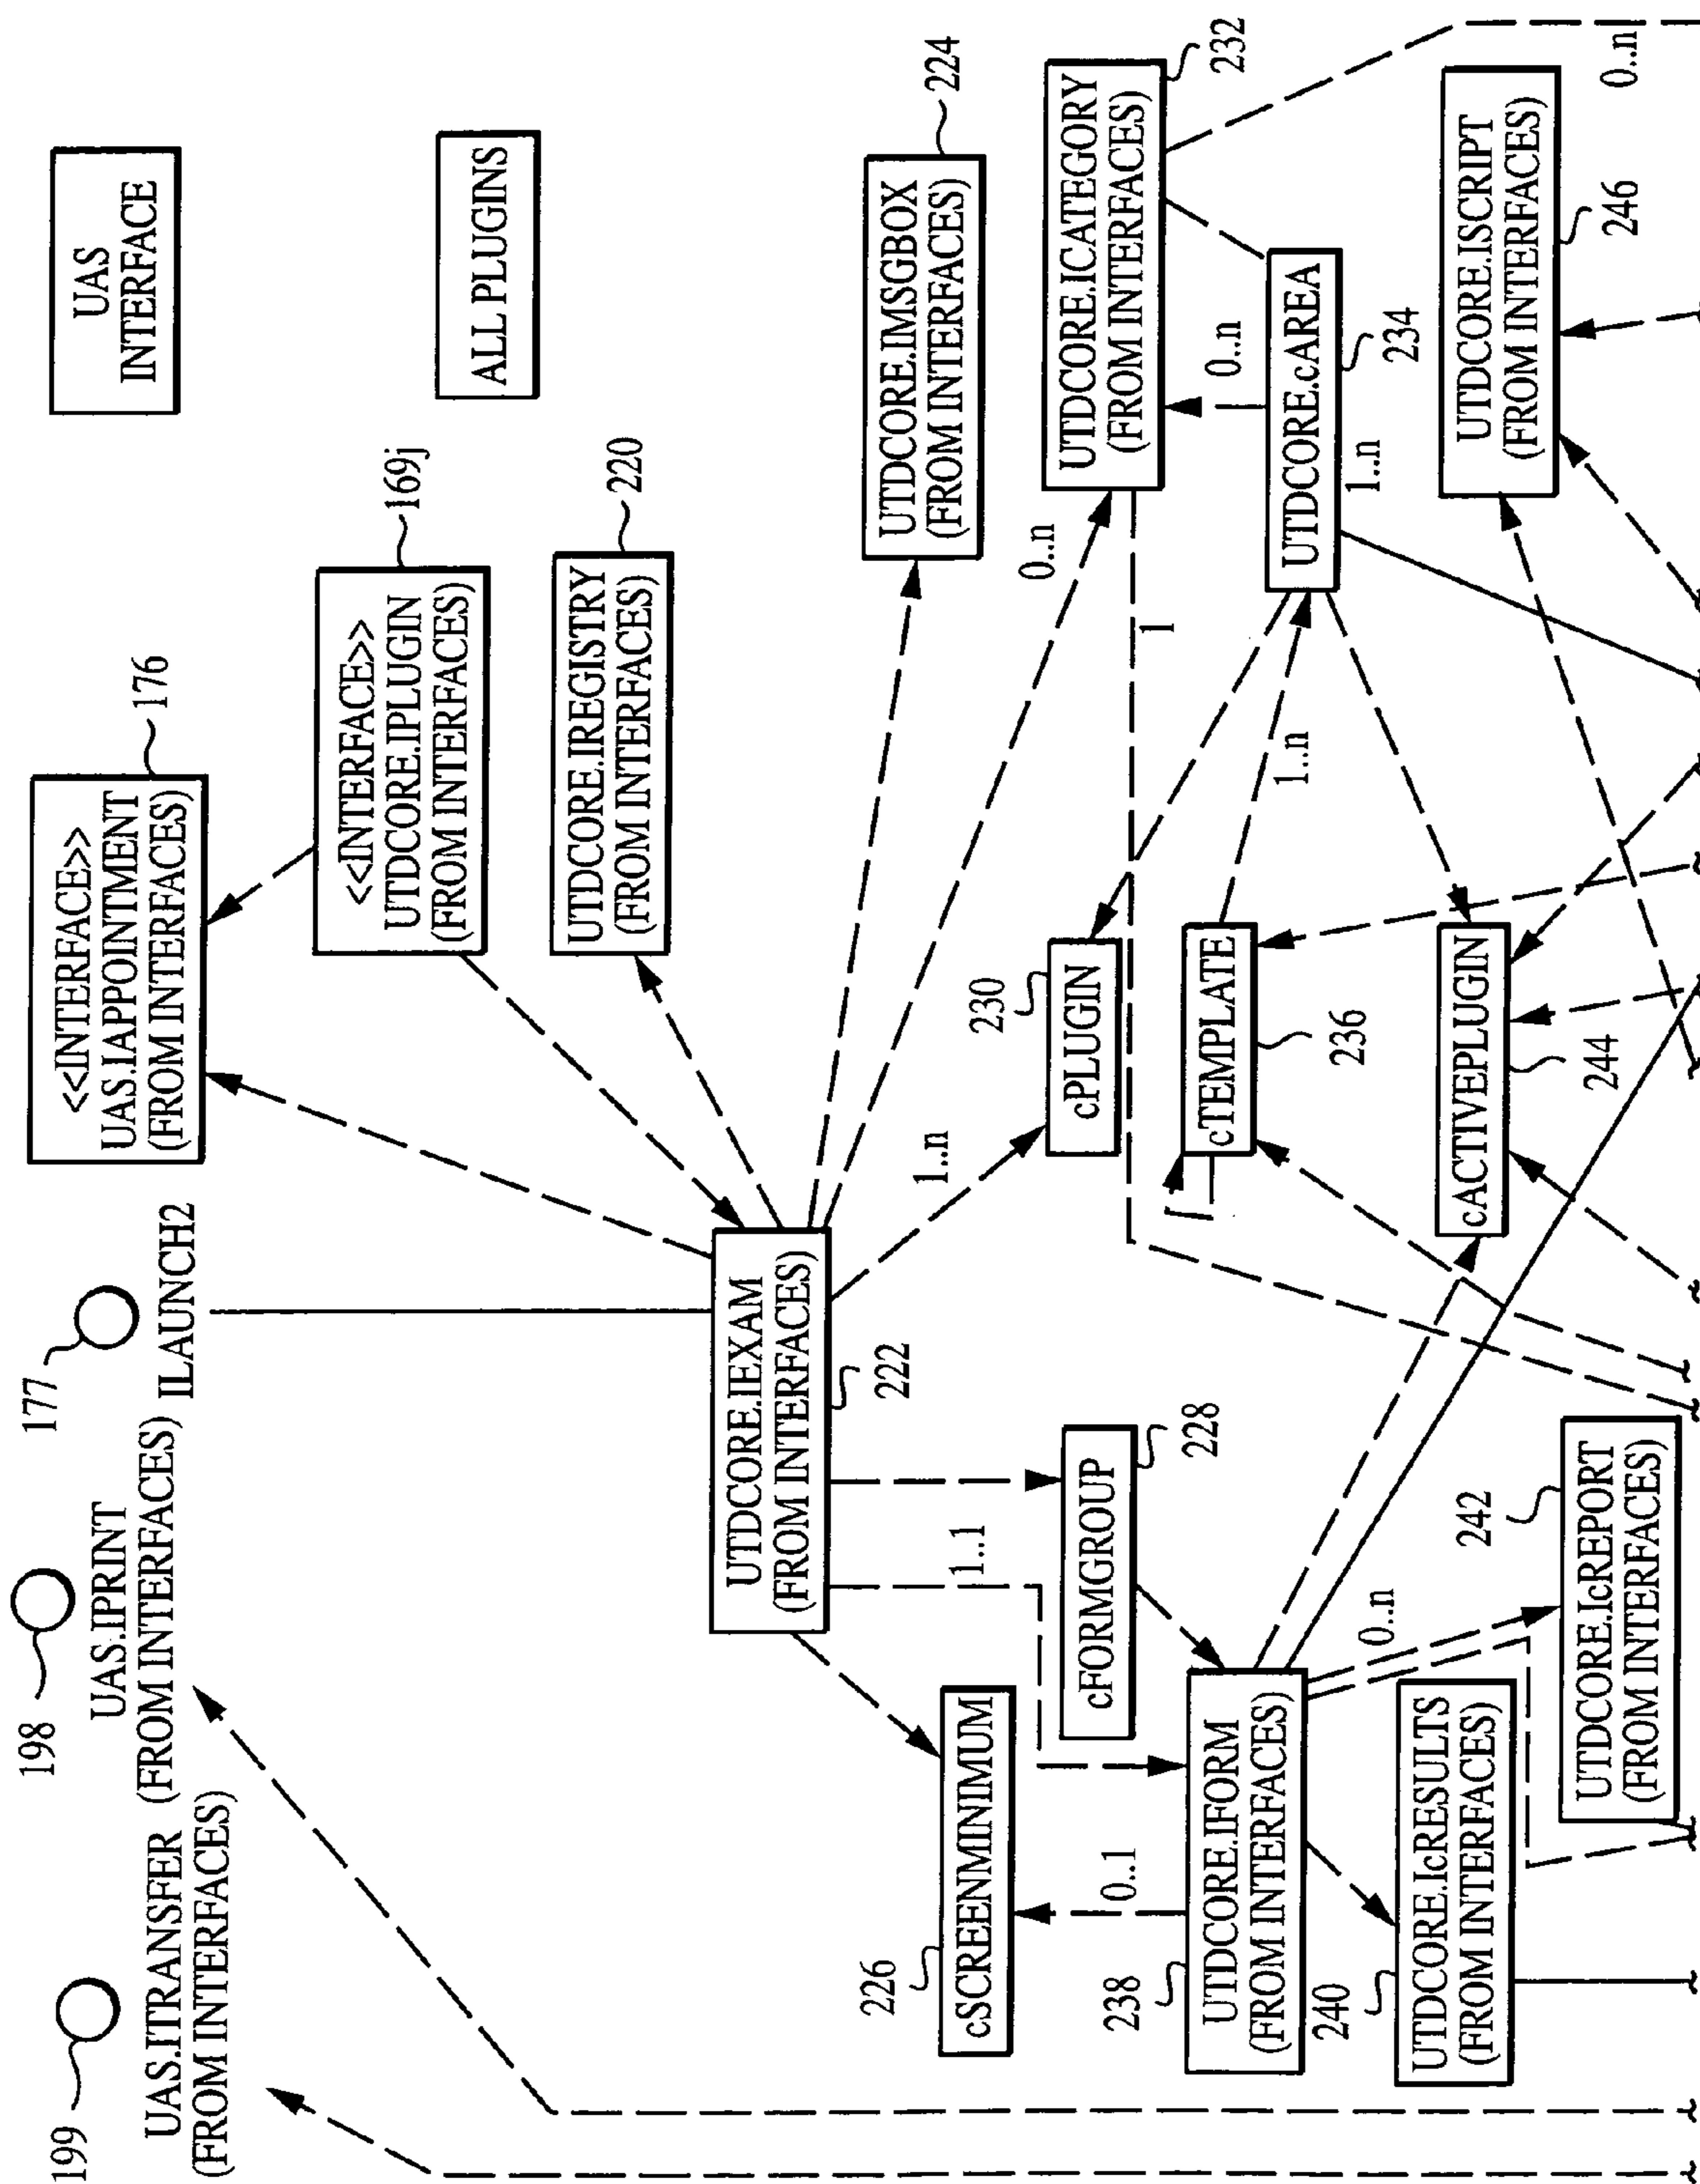 199
UAS.ITRANSFER
(FROM INTERFACES)
198
UAS.IPRINT
(FROM INTERFACES)
177
ILAUNCH2
<<INTERFACE>>
UAS.IAPPOINTMENT
(FROM INTERFACES)
176
UAS
INTERFACE
<<INTERFACE>>
UTDCORE.IPLUGIN
(FROM INTERFACES)
169j
ALL PLUGINS
UTDCORE.IREGISTRY
(FROM INTERFACES)
220
UTDCORE.IEXAM
(FROM INTERFACES)
222
UTDCORE.IMSGBOX
(FROM INTERFACES)
224
226
cSCREENMINIMUM
1..1
1..n
230
cPLUGIN
0..n
UTDCORE.ICATEGORY
(FROM INTERFACES)
232
cFORMGROUP
228
0..1
1
238
UTDCORE.IFORM
(FROM INTERFACES)
cTEMPLATE
236
1..n
0..n
UTDCORE.cAREA
234
1..n
240
UTDCORE.IcRESULTS
(FROM INTERFACES)
0..n
242
UTDCORE.IcREPORT
(FROM INTERFACES)
cACTIVEPLUGIN
244
UTDCORE.ISCRIPT
(FROM INTERFACES)
246
0..n